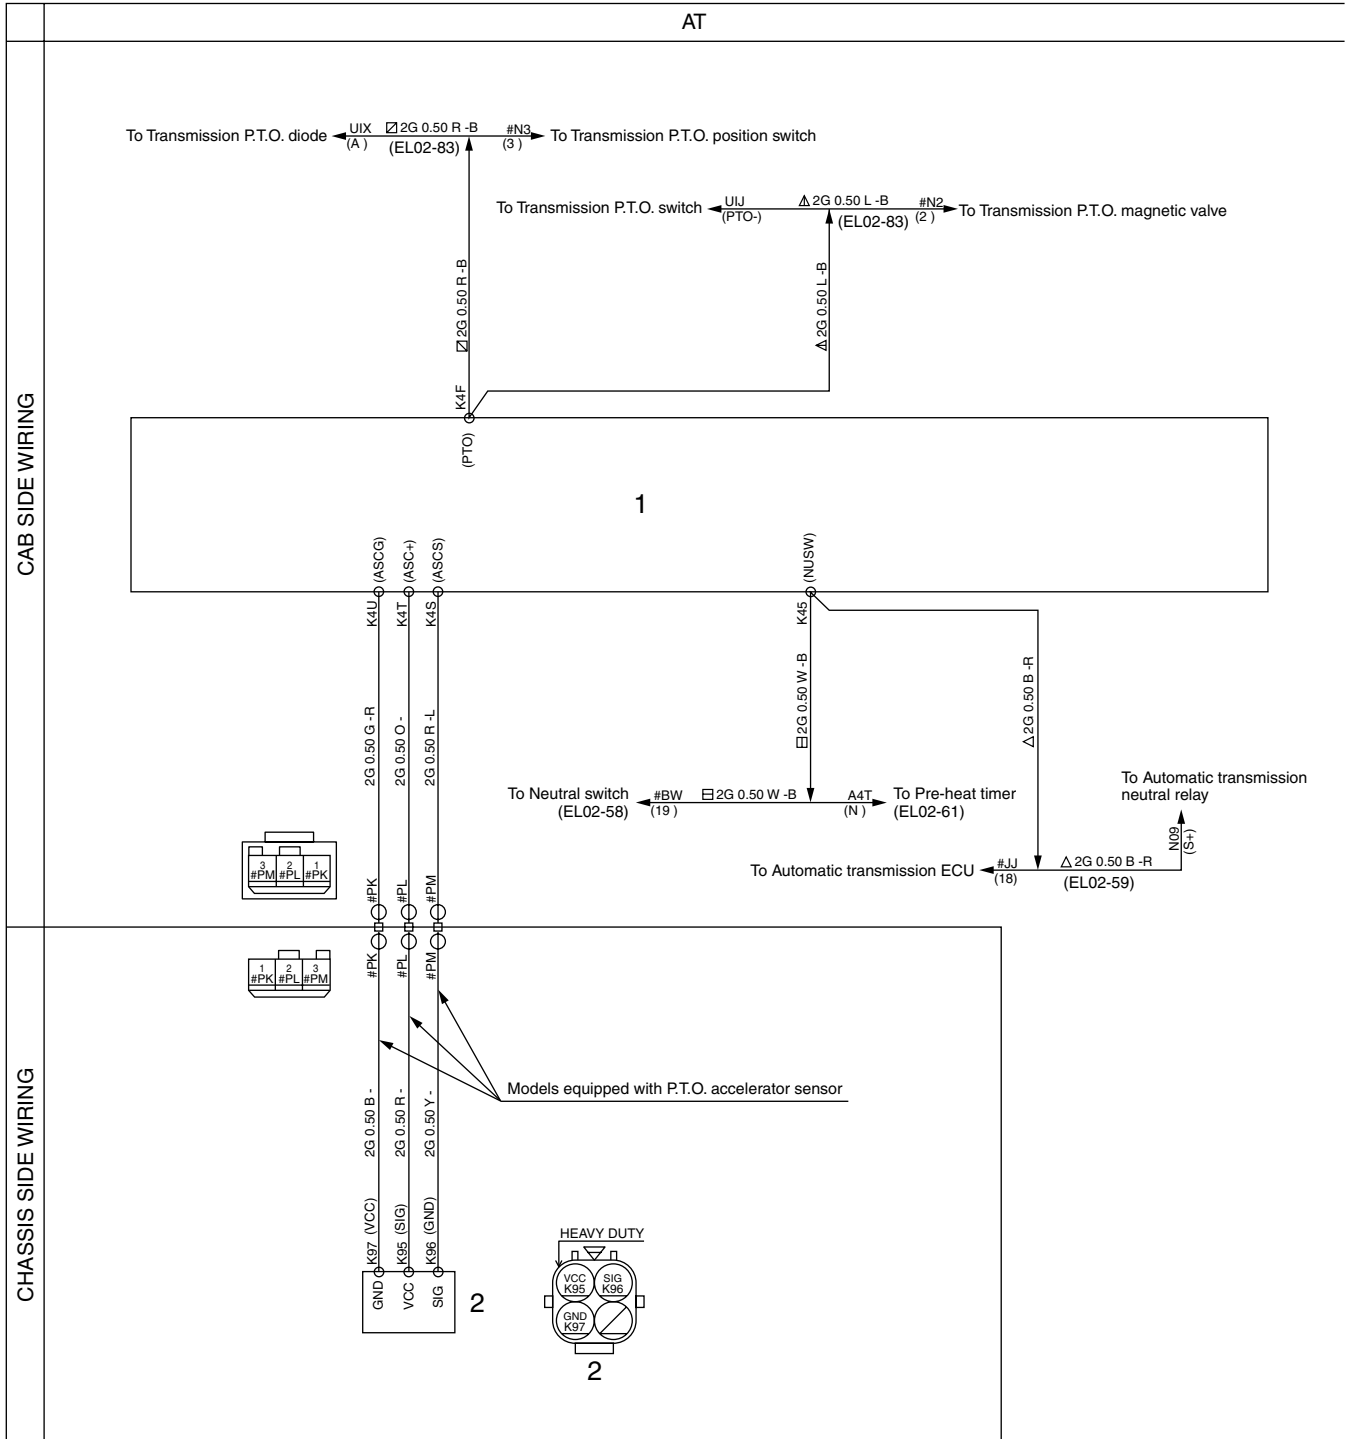 AT
CAB SIDE WIRING
CHASSIS SIDE WIRING
To Transmission P.T.O. diode
UIX
(A )
2G 0.50 R -B
(EL02-83)
#N3
(3 )
To Transmission P.T.O. position switch
To Transmission P.T.O. switch
UIJ
(PTO-)
2G 0.50 L -B
(EL02-83)
#N2
(2 )
To Transmission P.T.O. magnetic valve
2G 0.50 R -B
2G 0.50 L -B
K4F
(PTO)
1
(ASCG)
(ASC+)
(ASCS)
(NUSW)
K4U
K4T
K4S
K45
2G 0.50 G -R
2G 0.50 O -
2G 0.50 R -L
2G 0.50 W -B
2G 0.50 B -R
To Neutral switch
(EL02-58)
#BW
(19 )
2G 0.50 W -B
A4T
(N )
To Pre-heat timer
(EL02-61)
To Automatic transmission
neutral relay
N09
(S+)
To Automatic transmission ECU
#JJ
(18)
2G 0.50 B -R
(EL02-59)
3 2 1
#PM #PL #PK
#PK
#PL
#PM
#PK
#PL
#PM
1 2 3
#PK #PL #PM
Models equipped with P.T.O. accelerator sensor
2G 0.50 B -
2G 0.50 R -
2G 0.50 Y -
K97 (VCC)
K95 (SIG)
K96 (GND)
GND
VCC
SIG
2
HEAVY DUTY
VCC
K95
SIG
K96
GND
K97
2